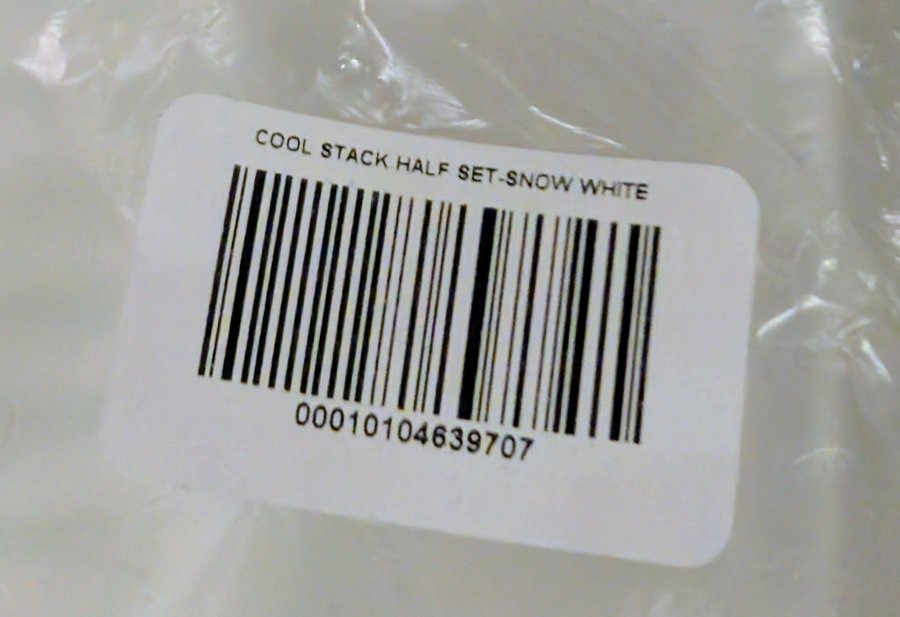 COOL STACK HALF SET-SNOW WHITE
00010104639707